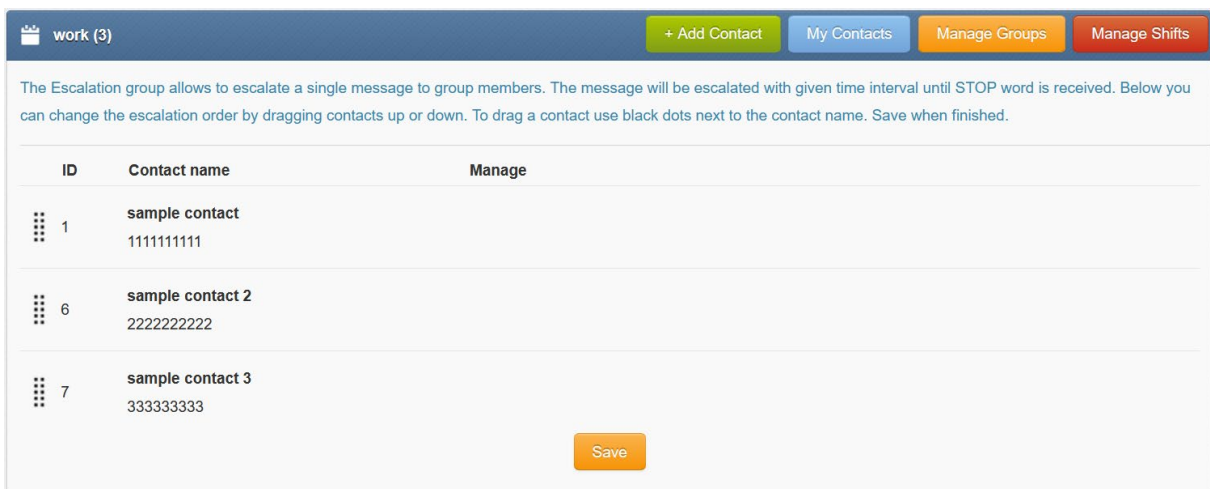 work (3) + Add Contact My Contacts Manage Groups Manage Shifts
The Escalation group allows to escalate a single message to group members. The message will be escalated with given time interval until STOP word is received. Below you
can change the escalation order by dragging contacts up or down. To drag a contact use black dots next to the contact name. Save when finished.
ID Contact name Manage
sample contact
1
1111111111
sample contact 2
6
2222222222
sample contact 3
7
333333333
Save